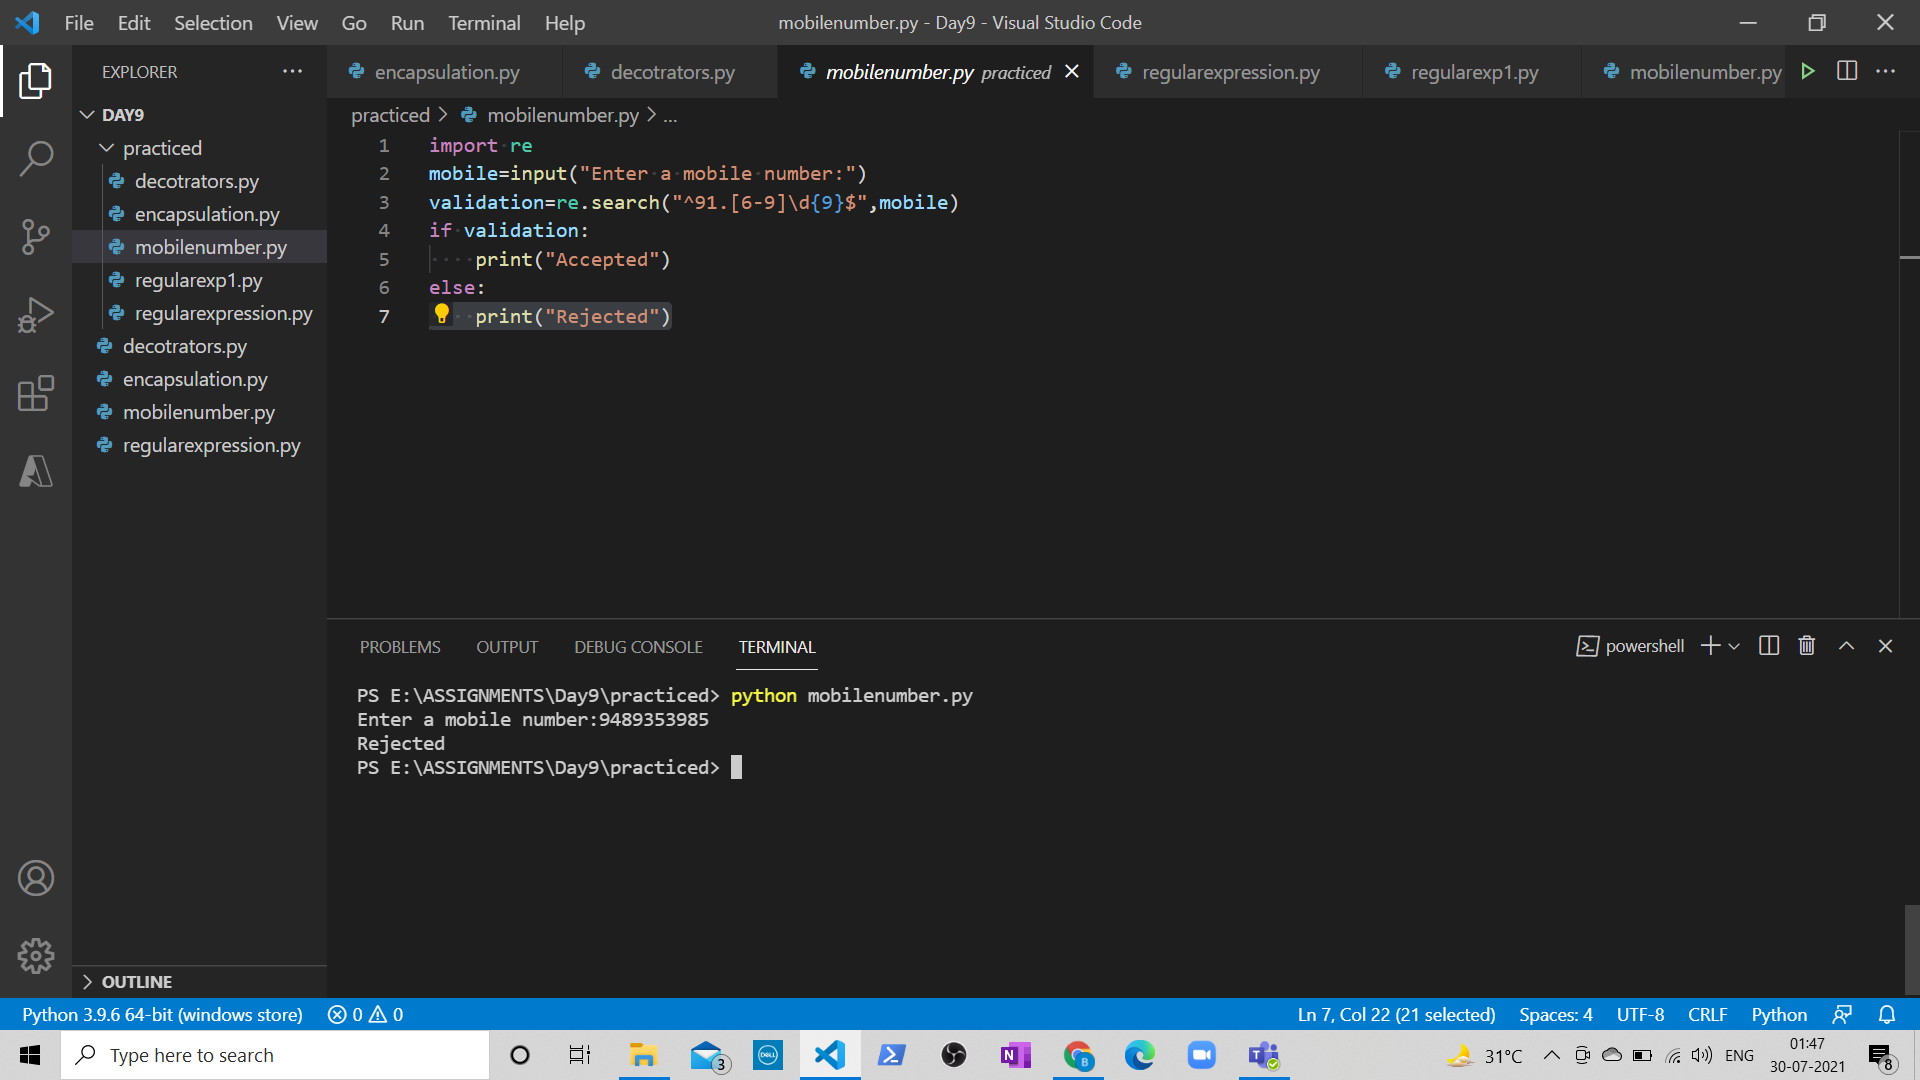 File Edit Selection View Go Run Terminal Help
mobilenumber.py - Day9 - Visual Studio Code
EXPLORER
encapsulation.py
decotrators.py
mobilenumber.py practiced
regularexpression.py
regularexp1.py
mobilenumber.py
DAY9
practiced
decotrators.py
encapsulation.py
mobilenumber.py
regularexp1.py
regularexpression.py
decotrators.py
encapsulation.py
mobilenumber.py
regularexpression.py
OUTLINE
practiced > mobilenumber.py > ...
1 import re
2 mobile=input("Enter a mobile number:")
3 validation=re.search("^91.[6-9]\d{9}$",mobile)
4 if validation:
5     print("Accepted")
6 else:
7     print("Rejected")
PROBLEMS OUTPUT DEBUG CONSOLE TERMINAL
powershell
PS E:\ASSIGNMENTS\Day9\practiced> python mobilenumber.py
Enter a mobile number:9489353985
Rejected
PS E:\ASSIGNMENTS\Day9\practiced>
Python 3.9.6 64-bit (windows store) 0 0
Ln 7, Col 22 (21 selected) Spaces: 4 UTF-8 CRLF Python
Type here to search
3
DELL
N
B
T
31°C
ENG
01:47
30-07-2021
8